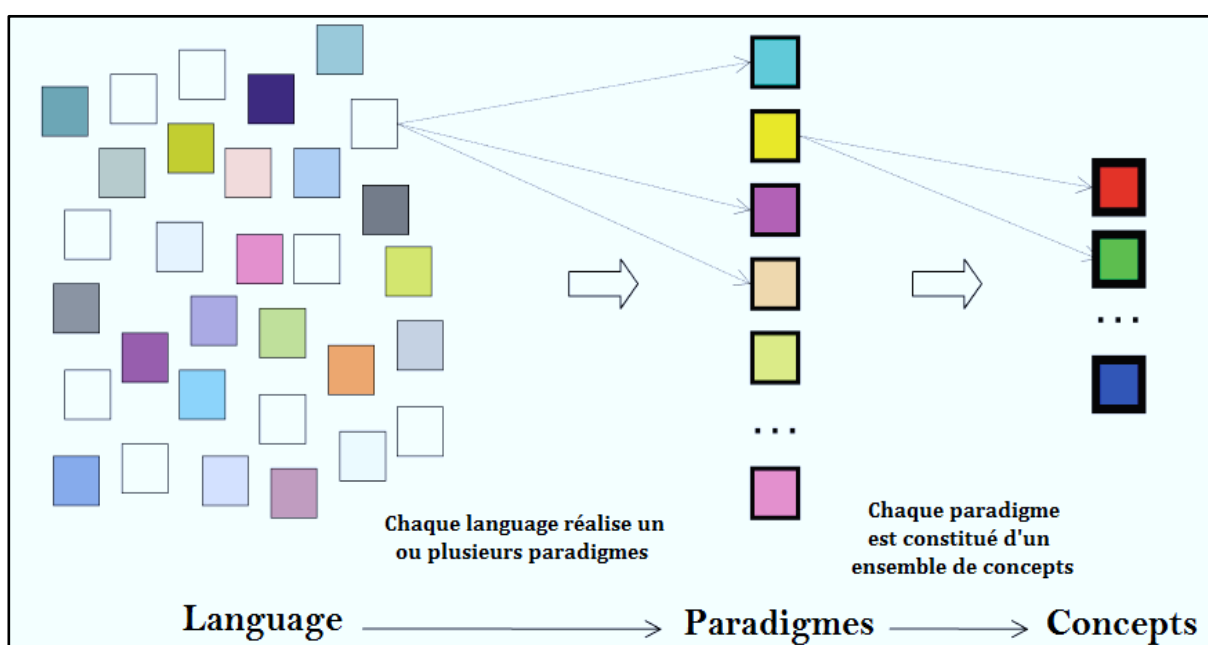 ...
...
Chaque language réalise un
ou plusieurs paradigmes
Chaque paradigme
est constitué d'un
ensemble de concepts
Language
Paradigmes
Concepts